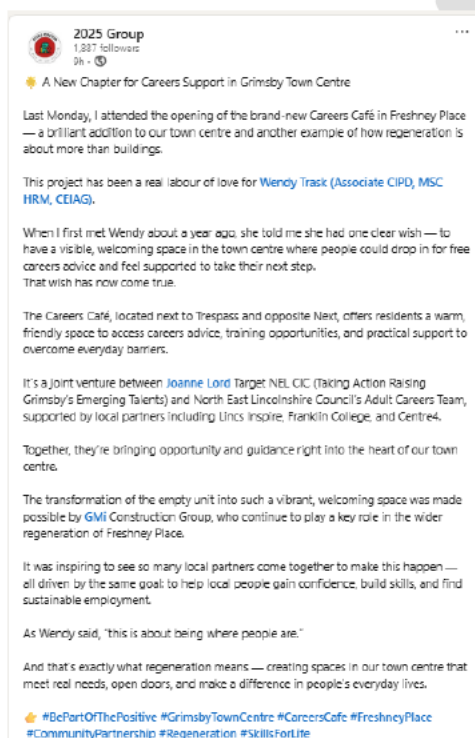 2025 Group
1,887 followers
9h •
A New Chapter for Careers Support in Grimsby Town Centre
Last Monday, I attended the opening of the brand-new Careers Café in Freshney Place
— a brilliant addition to our town centre and another example of how regeneration is
about more than buildings.
This project has been a real labour of love for Wendy Trask (Associate CIPD, MSC
HRM, CEIAG).
When I first met Wendy about a year ago, she told me she had one clear wish — to
have a visible, welcoming space in the town centre where people could drop in for free
careers advice and feel supported to take their next step.
That wish has now come true.
The Careers Café, located next to Trespass and opposite Next, offers residents a warm,
friendly space to access careers advice, training opportunities, and practical support to
overcome everyday barriers.
It's a joint venture between Joanne Lord Target NEL CIC (Taking Action Raising
Grimsby's Emerging Talents) and North East Lincolnshire Council's Adult Careers Team,
supported by local partners including Lincs Inspire, Franklin College, and Centre4.
Together, they're bringing opportunity and guidance right into the heart of our town
centre.
The transformation of the empty unit into such a vibrant, welcoming space was made
possible by GMi Construction Group, who continue to play a key role in the wider
regeneration of Freshney Place.
It was inspiring to see so many local partners come together to make this happen —
all driven by the same goal: to help local people gain confidence, build skills, and find
sustainable employment.
As Wendy said, "this is about being where people are."
And that's exactly what regeneration means — creating spaces in our town centre that
meet real needs, open doors, and make a difference in people's everyday lives.
#BePartOfThePositive #GrimsbyTownCentre #CareersCafe #FreshneyPlace
#CommunityPartnership #Regeneration #SkillsForLife